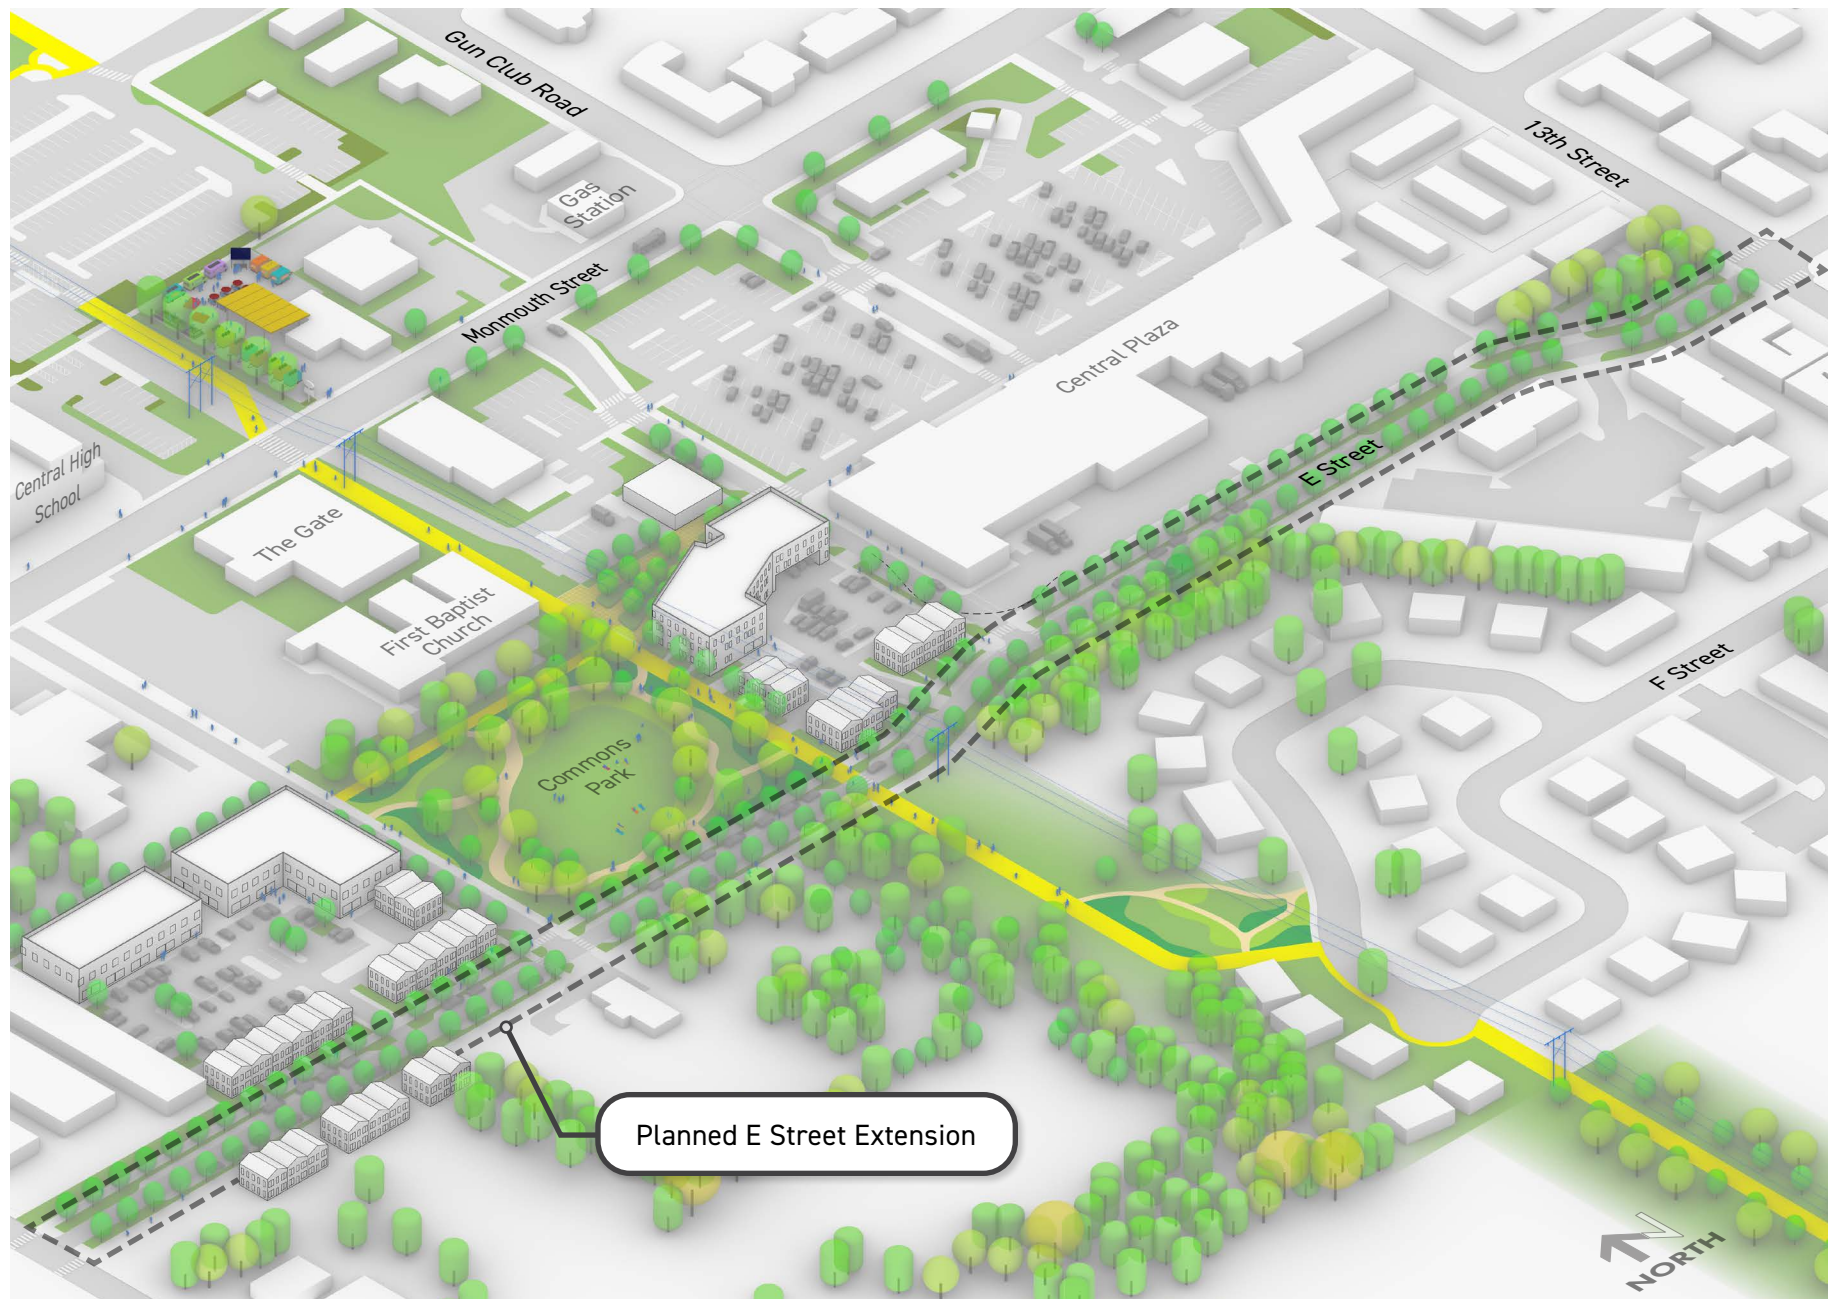 Gun Club Road
13th Street
Gas
Station
Monmouth Street
Central Plaza
Central High
School
The Gate
E Street
First Baptist
Church
F Street
Commons
Park
Planned E Street Extension
N
NORTH